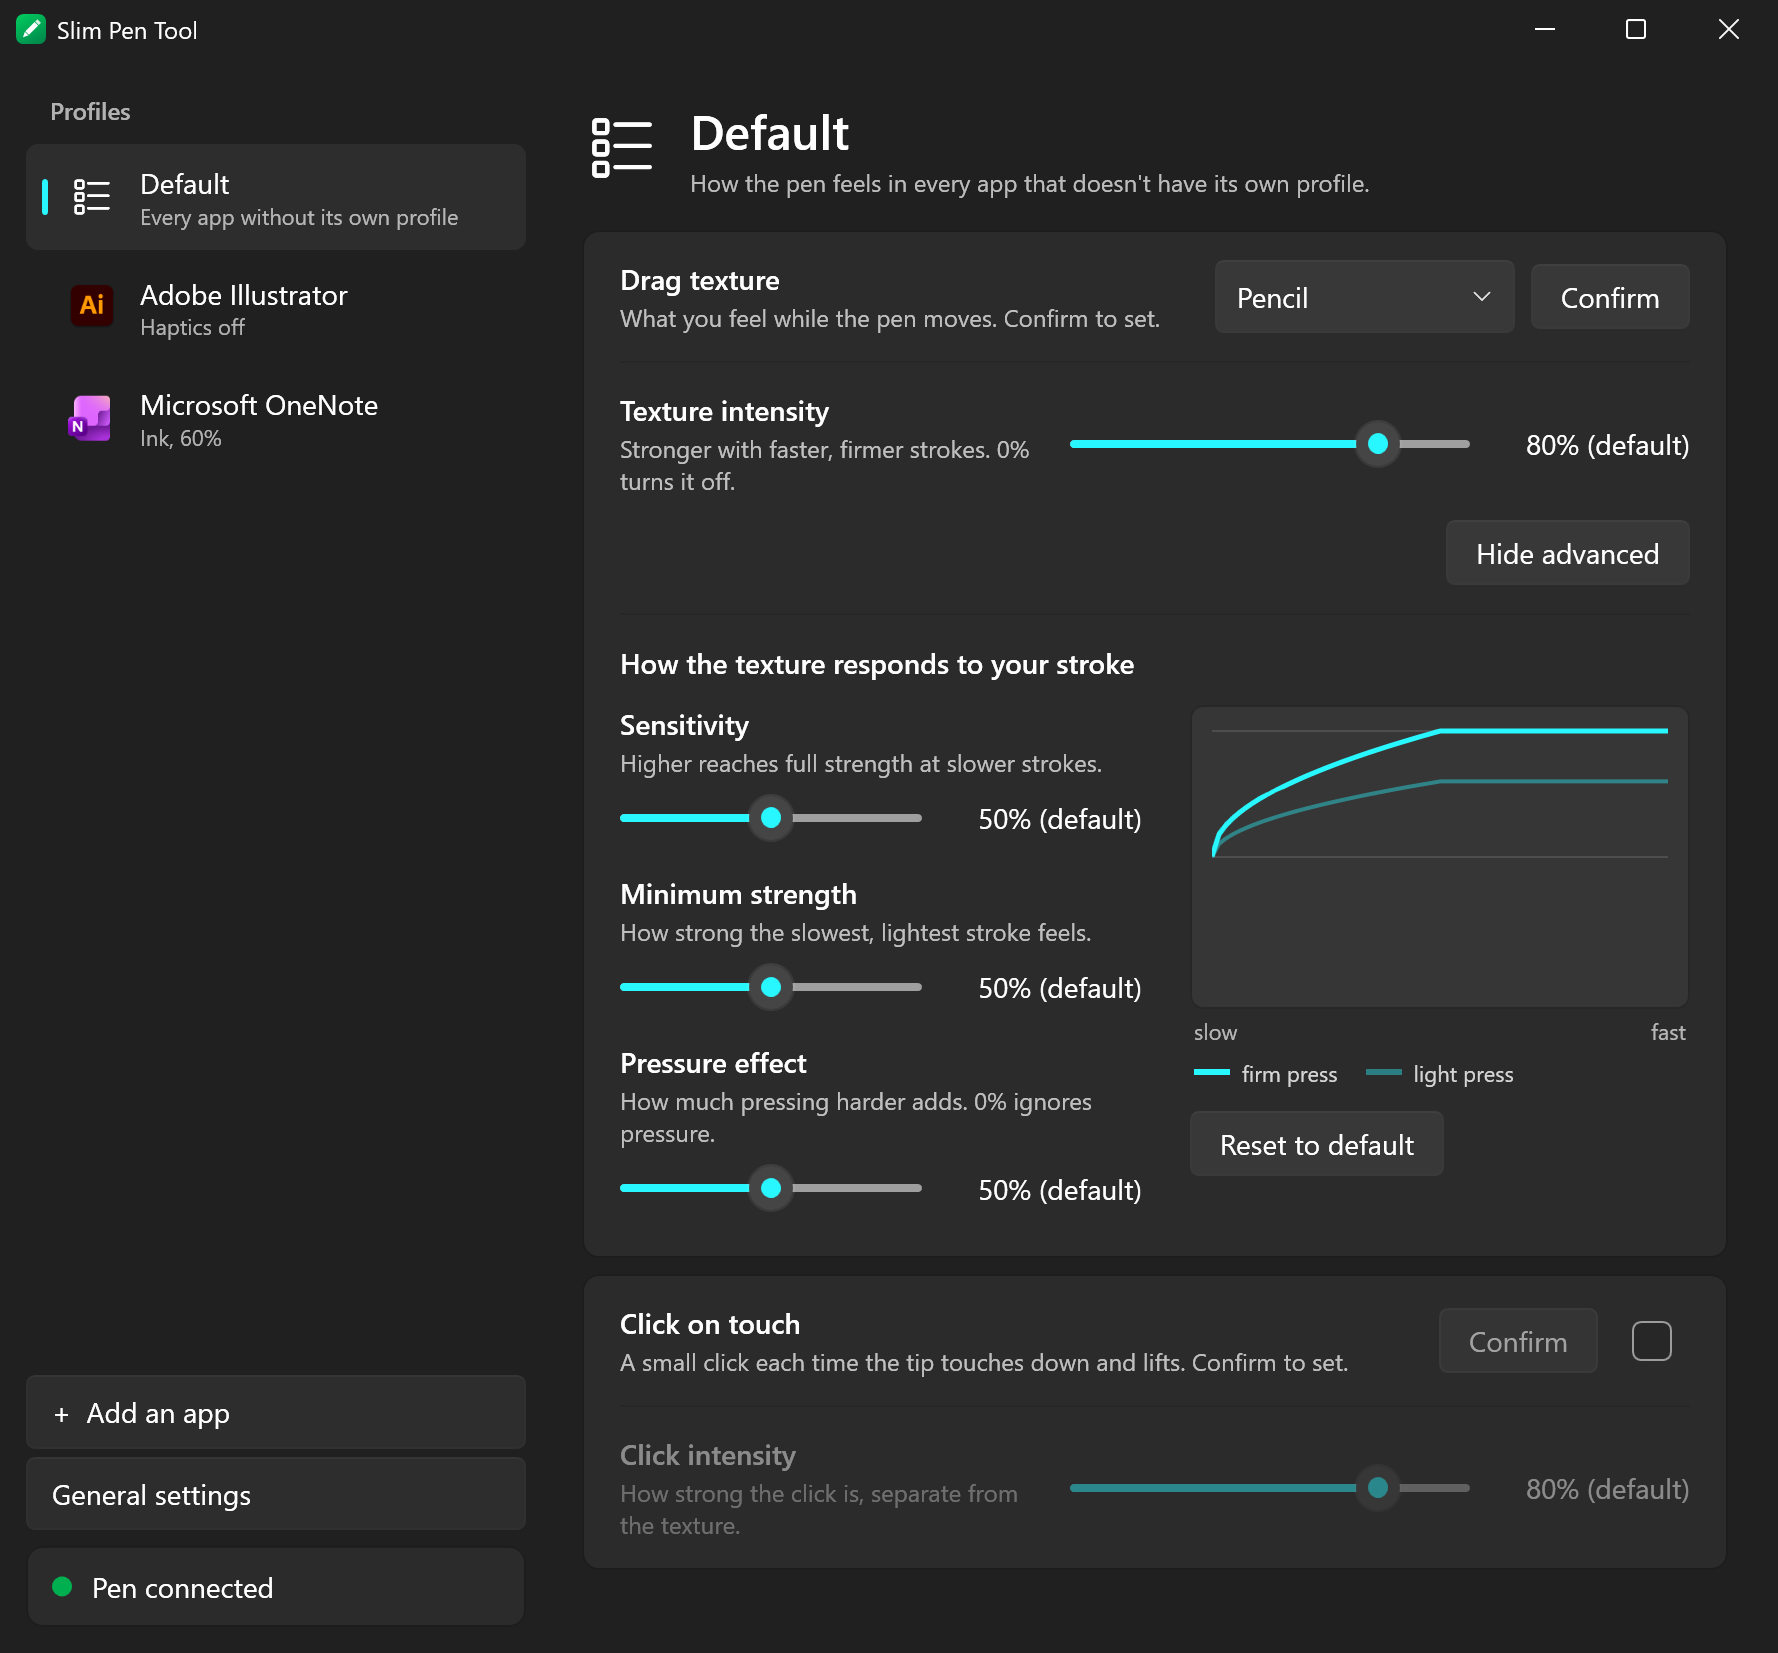 Slim Pen Tool
Profiles
Default
Every app without its own profile
Ai
Adobe Illustrator
Haptics off
N
Microsoft OneNote
Ink, 60%
+ Add an app
General settings
Pen connected
Default
How the pen feels in every app that doesn't have its own profile.
Drag texture
What you feel while the pen moves. Confirm to set.
Pencil
Confirm
Texture intensity
Stronger with faster, firmer strokes. 0%
turns it off.
80% (default)
Hide advanced
How the texture responds to your stroke
Sensitivity
Higher reaches full strength at slower strokes.
50% (default)
Minimum strength
How strong the slowest, lightest stroke feels.
50% (default)
Pressure effect
How much pressing harder adds. 0% ignores
pressure.
50% (default)
slow
fast
firm press
light press
Reset to default
Click on touch
A small click each time the tip touches down and lifts. Confirm to set.
Confirm
Click intensity
How strong the click is, separate from
the texture.
80% (default)